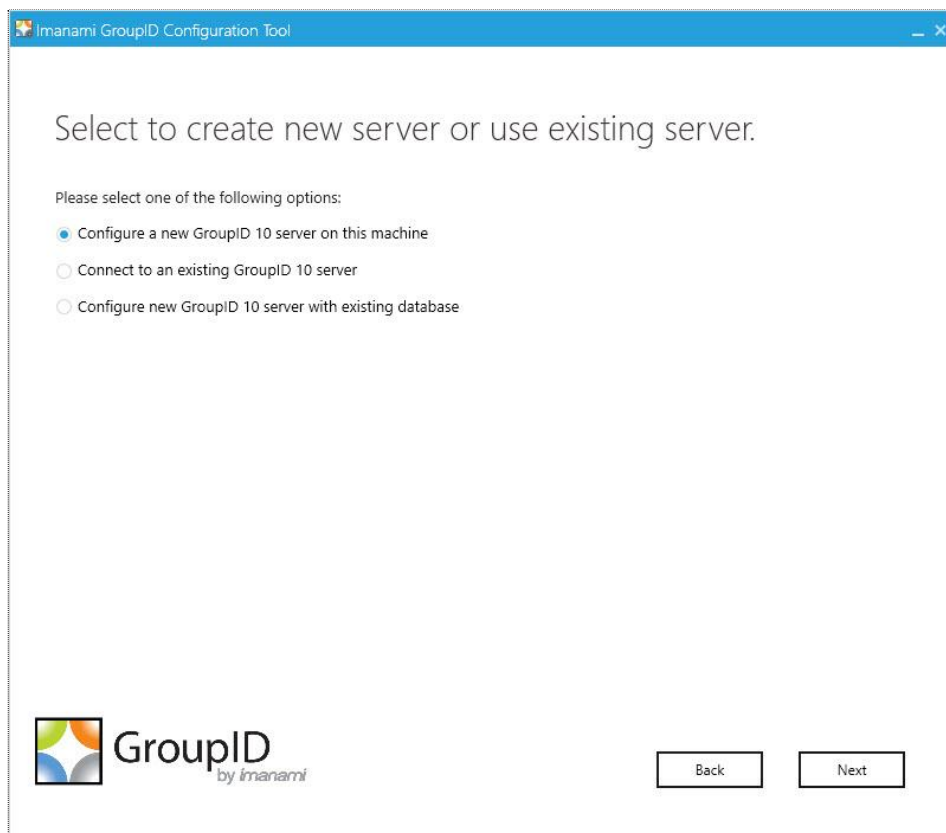 Imanami GroupID Configuration Tool
Select to create new server or use existing server.
Please select one of the following options:
Configure a new GroupID 10 server on this machine
Connect to an existing GroupID 10 server
Configure new GroupID 10 server with existing database
GroupID
by imanami
Back
Next